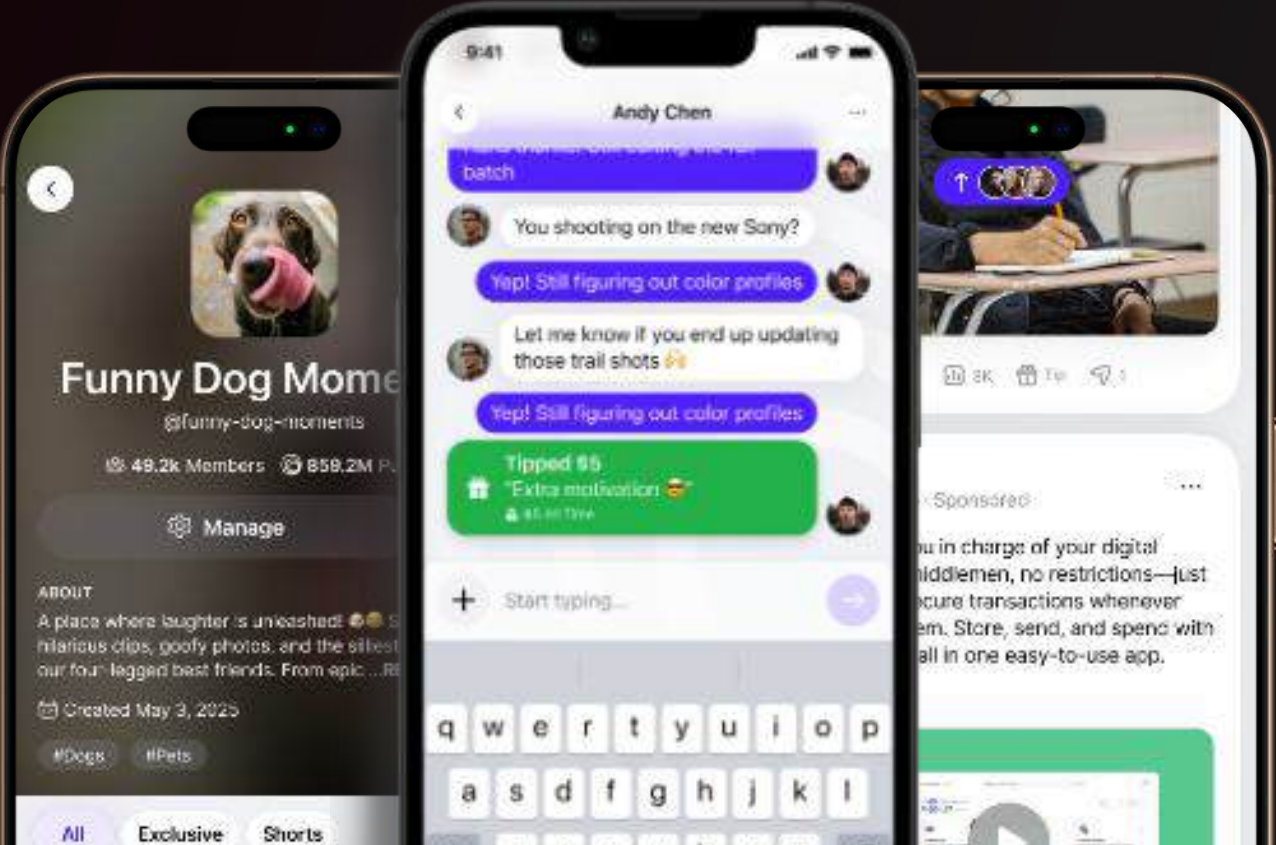 Funny Dog Mome
@funny-dog-moments
49.2k Members 859.2M P
Manage
ABOUT
A place where laughter is unleashed! S
hilarious clips, goofy photos, and the silliest
our four-legged best friends. From epic ...R
Created May 3, 2025
#Dogs #Pets
All Exclusive Shorts
9:41
Andy Chen
batch
You shooting on the new Sony?
Yep! Still figuring out color profiles
Let me know if you end up updating
those trail shots 🙌
Yep! Still figuring out color profiles
Tipped $5
"Extra motivation 😎"
Start typing...
q w e r t y u i o p
a s d f g h j k l
3K Tip
Sponsored
ou in charge of your digital
middlemen, no restrictions—just
ecure transactions whenever
em. Store, send, and spend with
all in one easy-to-use app.